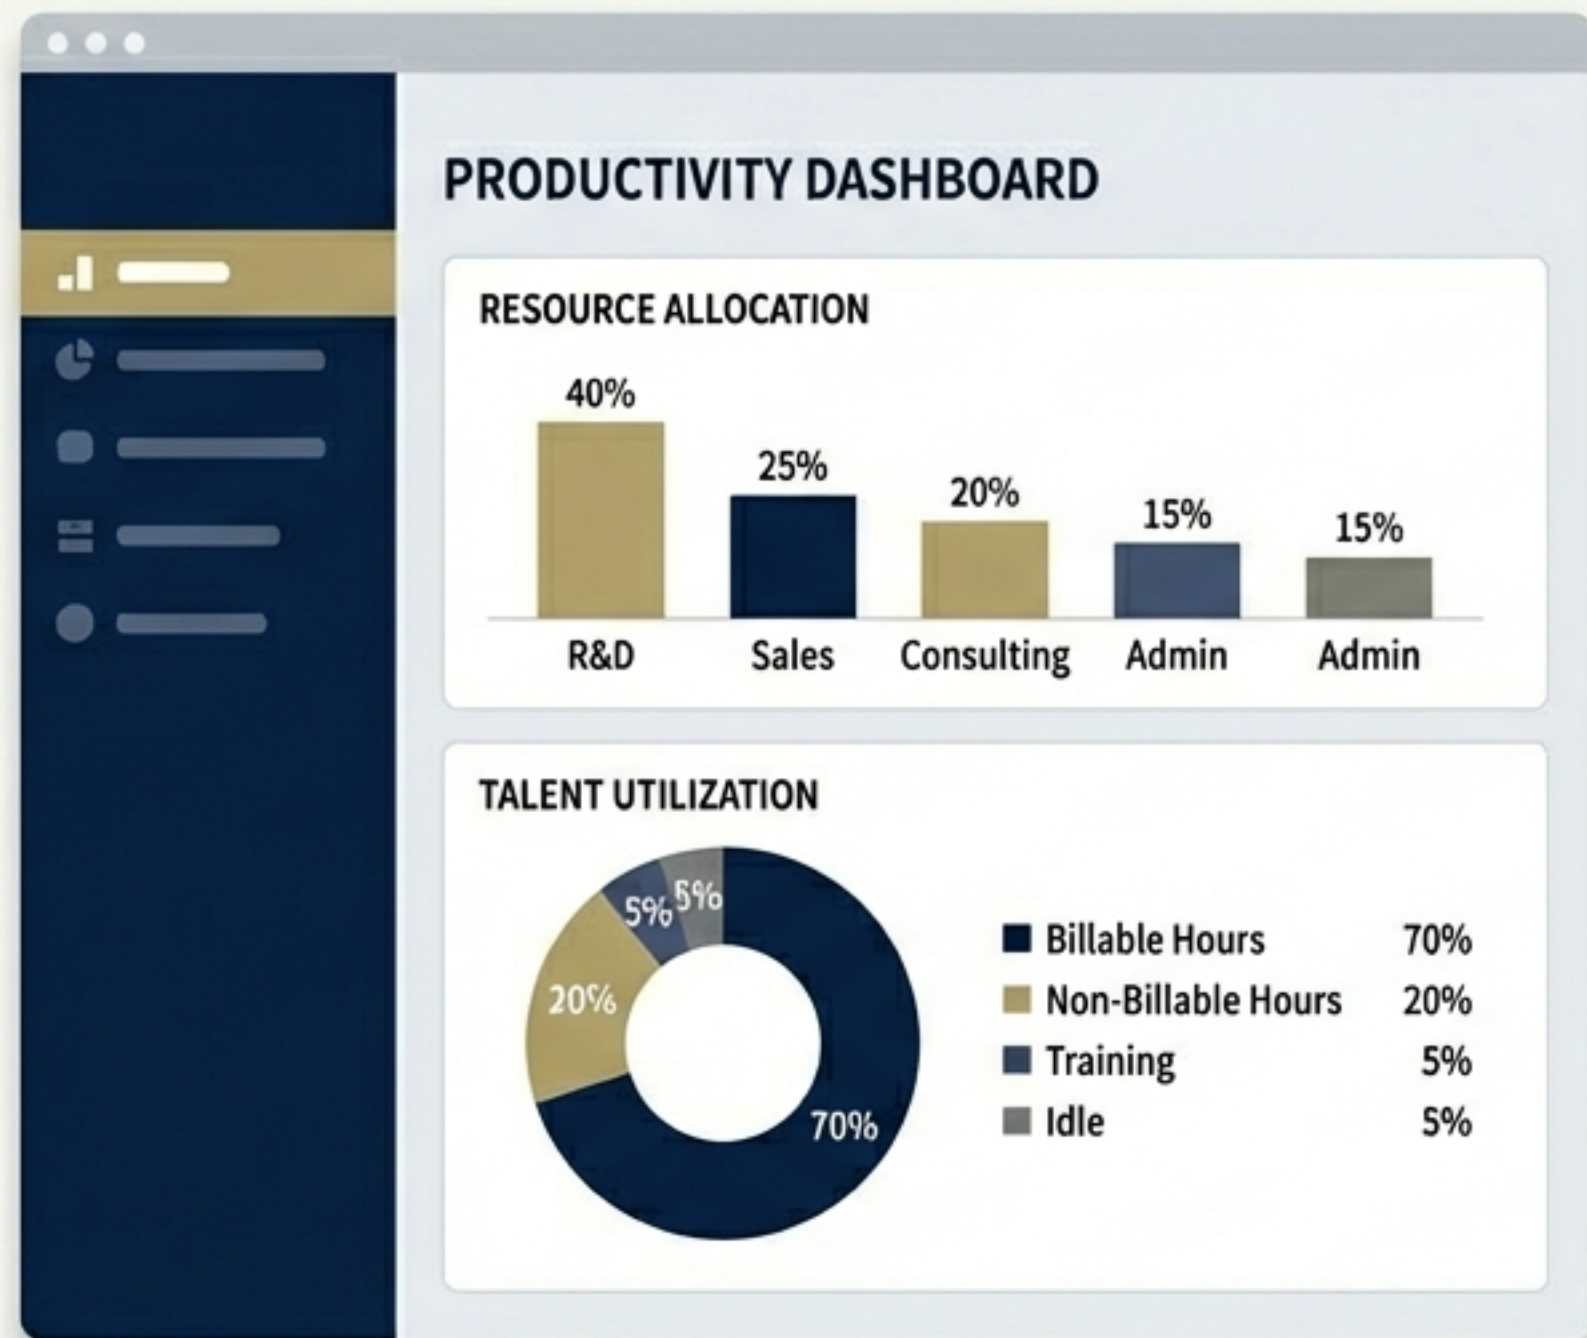 PRODUCTIVITY DASHBOARD
RESOURCE ALLOCATION
40%
25%
20%
15%
15%
R&D
Sales
Consulting
Admin
Admin
TALENT UTILIZATION
5%
5%
20%
70%
Billable Hours 70%
Non-Billable Hours 20%
Training 5%
Idle 5%